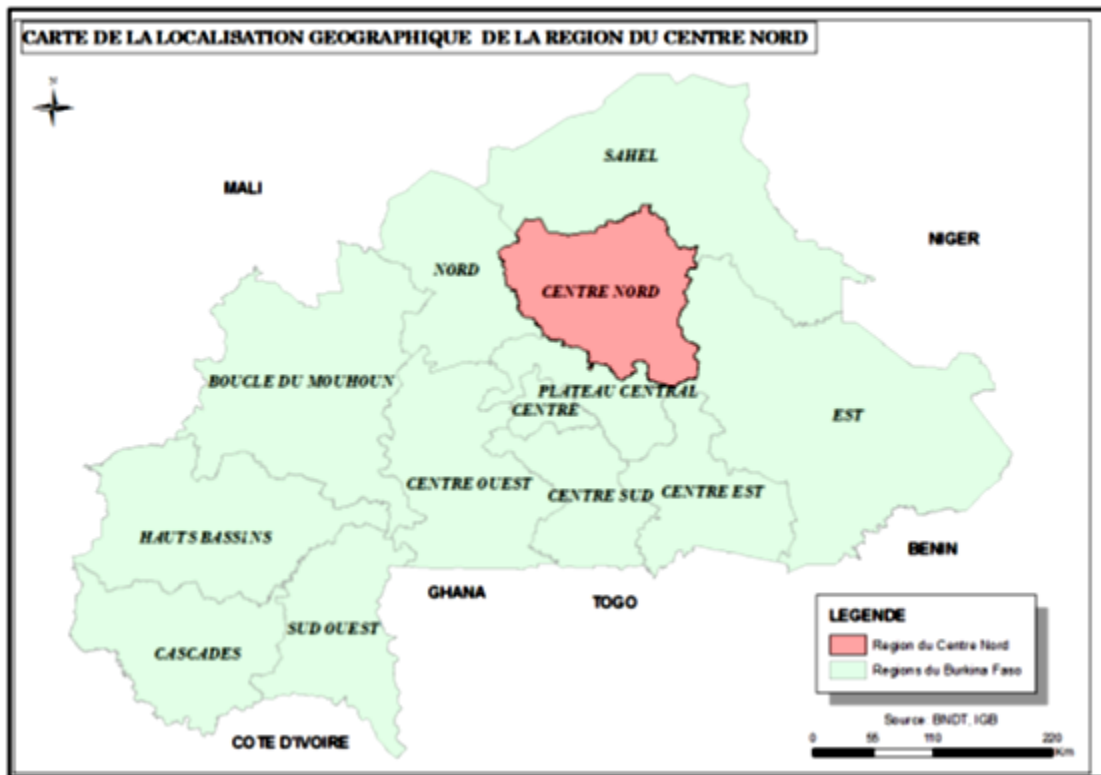 CARTE DE LA LOCALISATION GEOGRAPHIQUE DE LA REGION DU CENTRE NORD
N
SAHEL
MALI
NIGER
NORD
CENTRE NORD
BOUCLE DU MOUHOUN
PLATEAU CENTRAL
CENTRE
EST
CENTRE OUEST
CENTRE SUD
CENTRE EST
HAUTS BASSINS
BENIN
GHANA
TOGO
SUD OUEST
CASCADES
COTE D'IVOIRE
LEGENDE
Region du Centre Nord
Regions du Burkina Faso
Source BNDT, IGB
0 55 110 220
Km